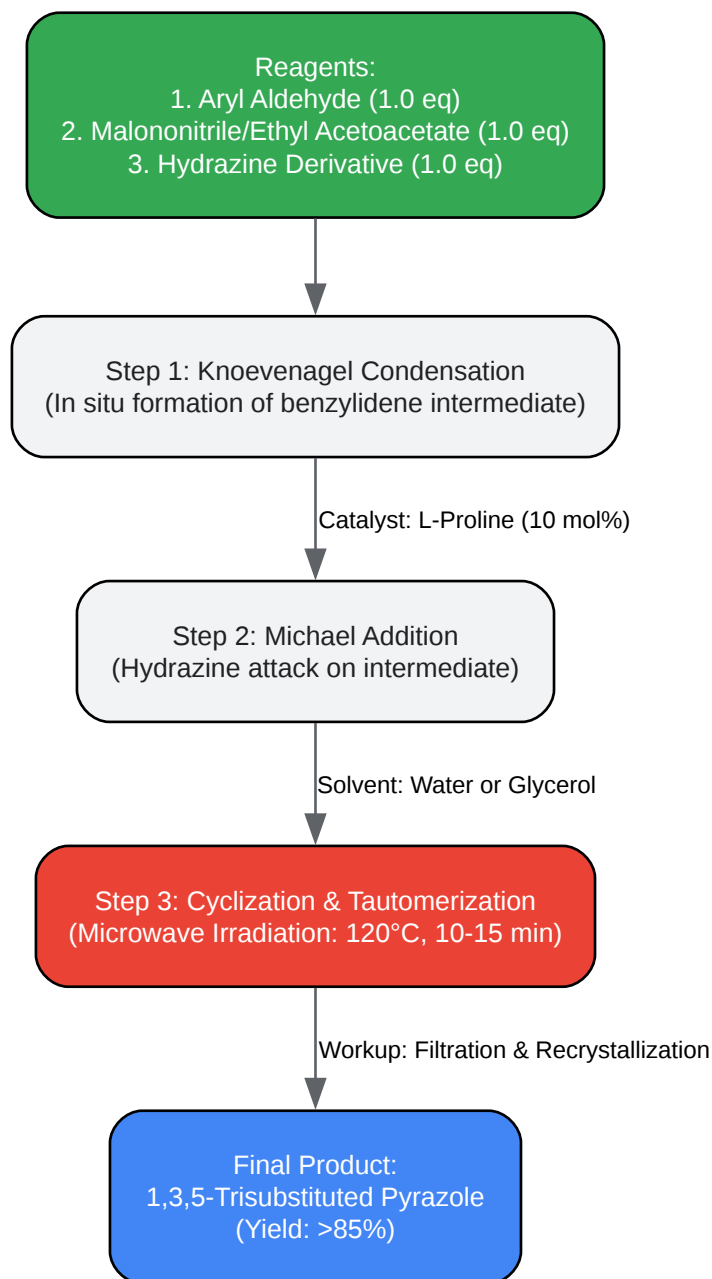 Reagents:
1. Aryl Aldehyde (1.0 eq)
2. Malononitrile/Ethyl Acetoacetate (1.0 eq)
3. Hydrazine Derivative (1.0 eq)
Step 1: Knoevenagel Condensation
(In situ formation of benzylidene intermediate)
Catalyst: L-Proline (10 mol%)
Step 2: Michael Addition
(Hydrazine attack on intermediate)
Solvent: Water or Glycerol
Step 3: Cyclization & Tautomerization
(Microwave Irradiation: 120°C, 10-15 min)
Workup: Filtration & Recrystallization
Final Product:
1,3,5-Trisubstituted Pyrazole
(Yield: >85%)